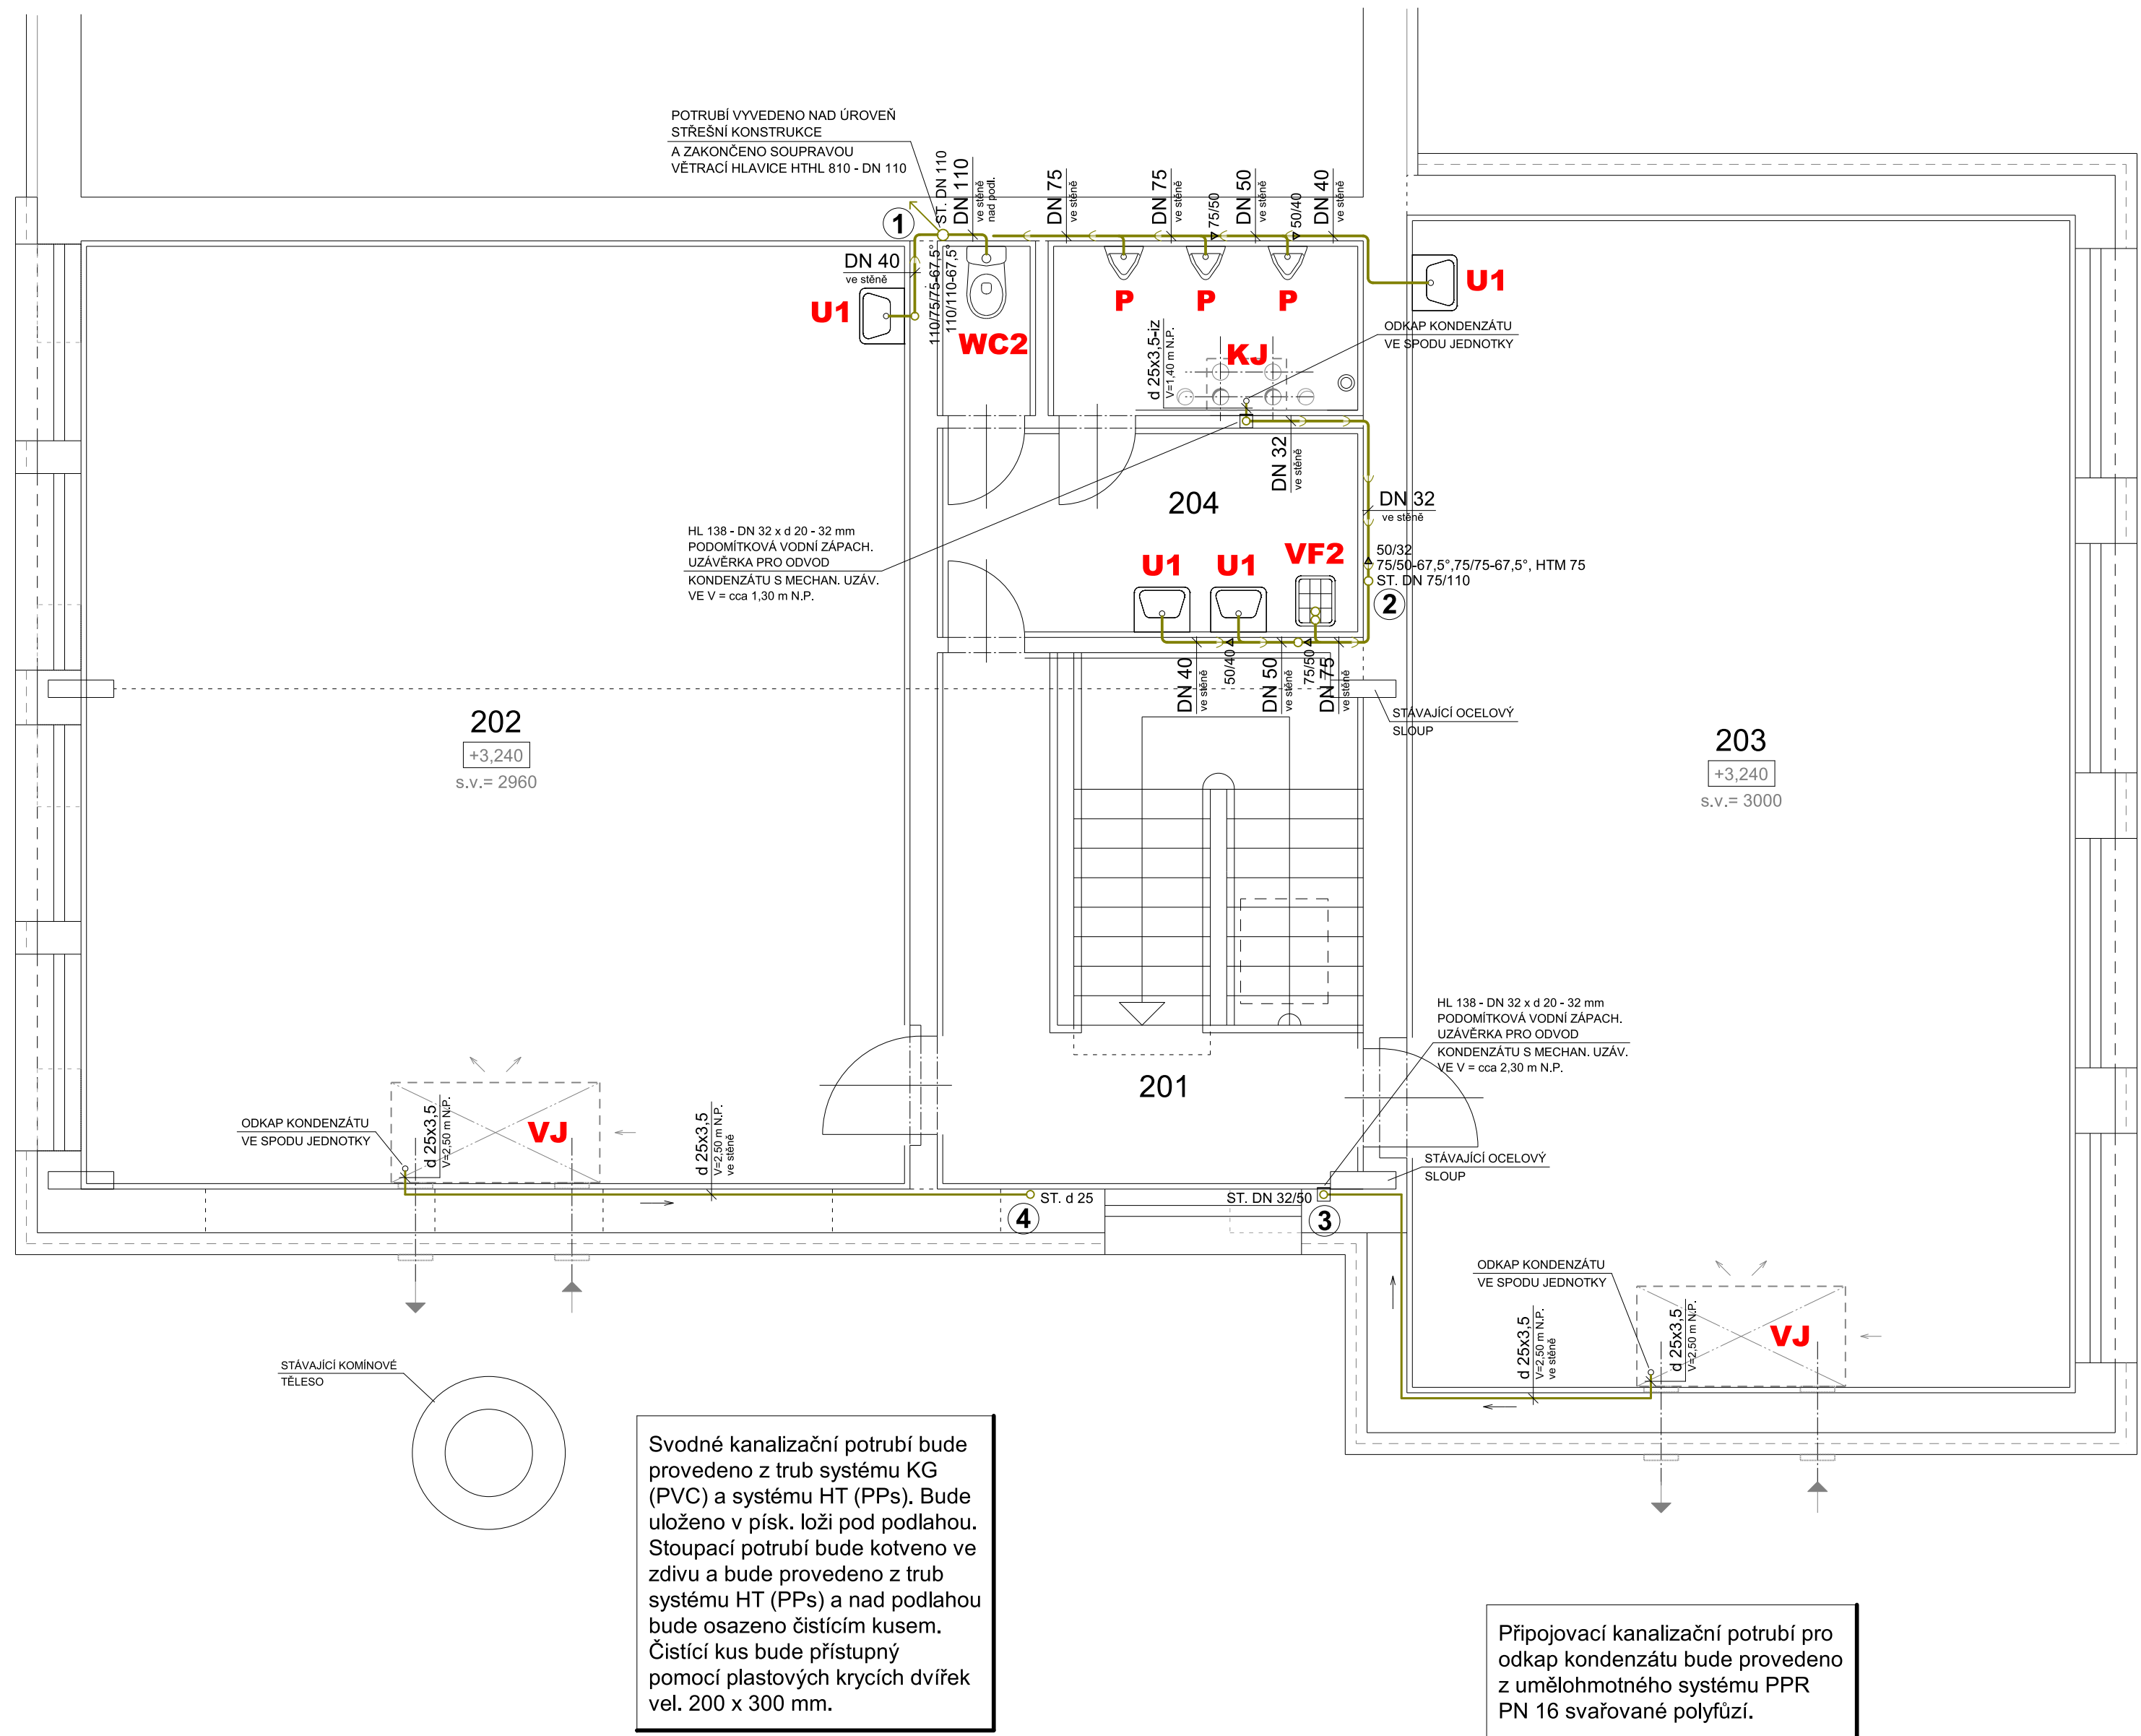 POTRUBÍ VYVEDENO NAD ÚROVEŇ
STŘEŠNÍ KONSTRUKCE
A ZAKONČENO SOUPRAVOU
VĚTRACÍ HLAVICE HTHL 810 - DN 110
1
ST. DN 110
DN 110
ve stěně
nad podl.
DN 75
ve stěně
DN 75
ve stěně
75/50
DN 50
ve stěně
50/40
DN 40
ve stěně
DN 40
ve stěně
U1
110/75/75-67,5°
110/110-67,5°
WC2
P
P
P
U1
ODKAP KONDENZÁTU
VE SPODU JEDNOTKY
d 25x3,5-iz
V=1,40 m N.P.
KJ
DN 32
ve stěně
204
DN 32
ve stěně
HL 138 - DN 32 x d 20 - 32 mm
PODOMÍTKOVÁ VODNÍ ZÁPACH.
UZÁVĚRKA PRO ODVOD
KONDENZÁTU S MECHAN. UZÁV.
VE V = cca 1,30 m N.P.
U1
U1
VF2
50/32
75/50-67,5°,75/75-67,5°, HTM 75
ST. DN 75/110
2
DN 40
ve stěně
50/40
DN 50
ve stěně
75/50
DN 75
ve stěně
STÁVAJÍCÍ OCELOVÝ
SLOUP
202
+3,240
s.v.= 2960
203
+3,240
s.v.= 3000
HL 138 - DN 32 x d 20 - 32 mm
PODOMÍTKOVÁ VODNÍ ZÁPACH.
UZÁVĚRKA PRO ODVOD
KONDENZÁTU S MECHAN. UZÁV.
VE V = cca 2,30 m N.P.
201
ODKAP KONDENZÁTU
VE SPODU JEDNOTKY
d 25x3,5
V=2,50 m N.P.
VJ
d 25x3,5
V=2,50 m N.P.
ve stěně
STÁVAJÍCÍ OCELOVÝ
SLOUP
ST. d 25
4
ST. DN 32/50
3
ODKAP KONDENZÁTU
VE SPODU JEDNOTKY
d 25x3,5
V=2,50 m N.P.
ve stěně
d 25x3,5
V=2,50 m N.P.
VJ
STÁVAJÍCÍ KOMÍNOVÉ
TĚLESO
Svodné kanalizační potrubí bude
provedeno z trub systému KG
(PVC) a systému HT (PPs). Bude
uloženo v písk. loži pod podlahou.
Stoupací potrubí bude kotveno ve
zdivu a bude provedeno z trub
systému HT (PPs) a nad podlahou
bude osazeno čistícím kusem.
Čistící kus bude přístupný
pomocí plastových krycích dvířek
vel. 200 x 300 mm.
Připojovací kanalizační potrubí pro
odkap kondenzátu bude provedeno
z umělohmotného systému PPR
PN 16 svařované polyfůzí.